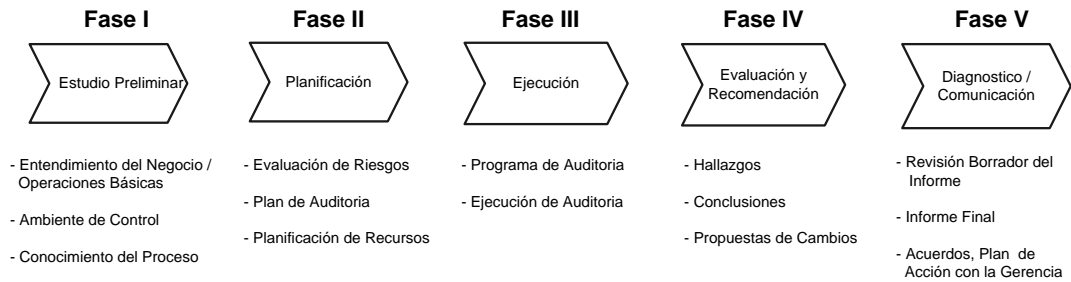 Fase I
Fase II
Fase III
Fase IV
Fase V
Estudio Preliminar
Planificación
Ejecución
Evaluación y
Recomendación
Diagnostico /
Comunicación
- Entendimiento del Negocio /
Operaciones Básicas
- Ambiente de Control
- Conocimiento del Proceso
- Evaluación de Riesgos
- Plan de Auditoria
- Planificación de Recursos
- Programa de Auditoria
- Ejecución de Auditoria
- Hallazgos
- Conclusiones
- Propuestas de Cambios
- Revisión Borrador del
Informe
- Informe Final
- Acuerdos, Plan de
Acción con la Gerencia